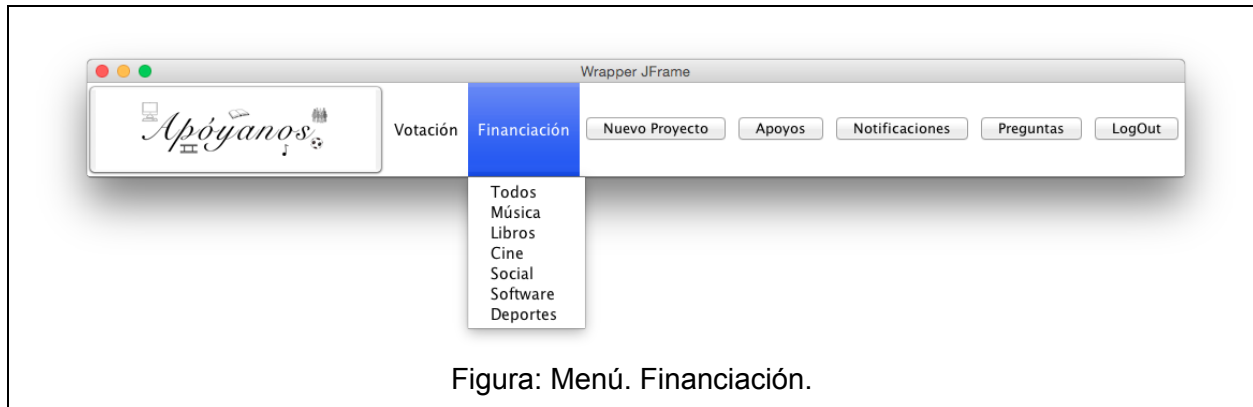 Wrapper JFrame
Apóyanos
Votación
Financiación
Nuevo Proyecto
Apoyos
Notificaciones
Preguntas
LogOut
Todos
Música
Libros
Cine
Social
Software
Deportes
Figura: Menú. Financiación.